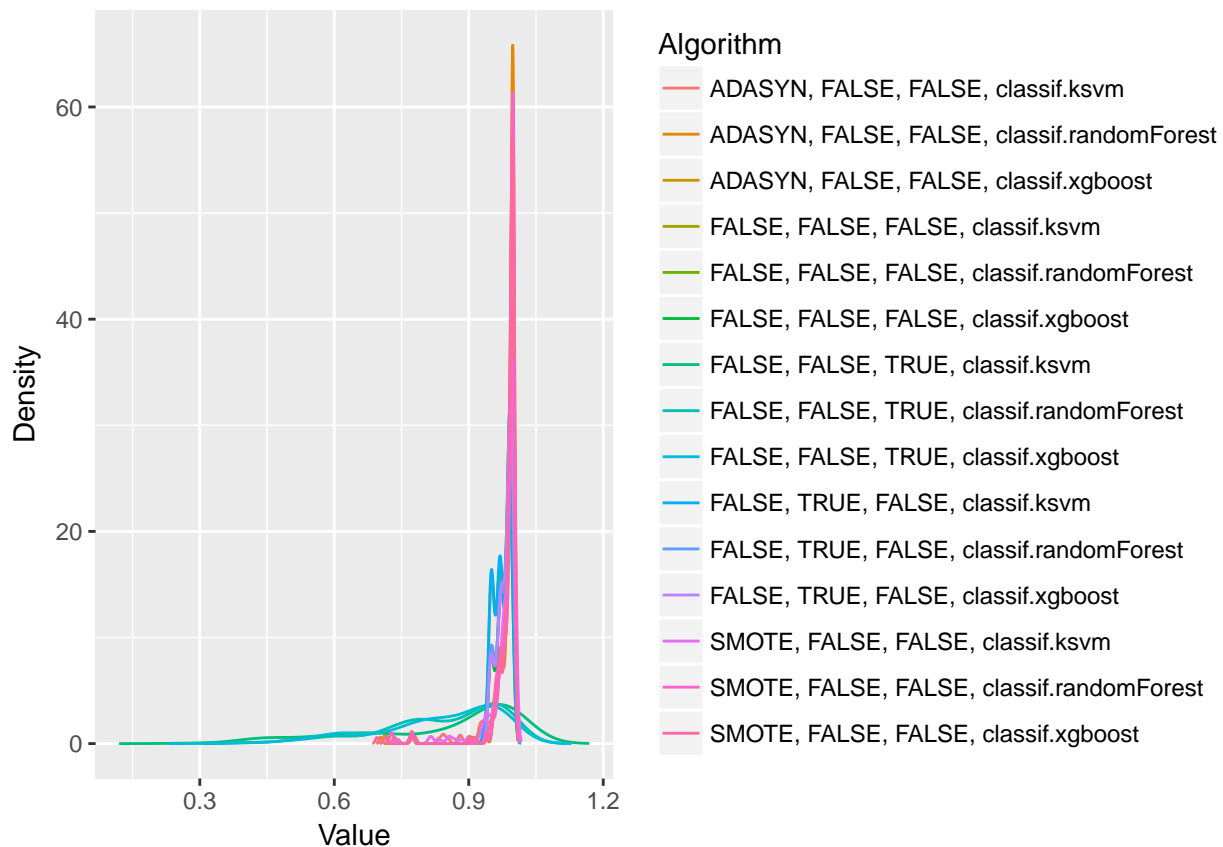 60
40
20
0
Density
0.3
0.6
0.9
1.2
Value
Algorithm
ADASYN, FALSE, FALSE, classif.ksvm
ADASYN, FALSE, FALSE, classif.randomForest
ADASYN, FALSE, FALSE, classif.xgboost
FALSE, FALSE, FALSE, classif.ksvm
FALSE, FALSE, FALSE, classif.randomForest
FALSE, FALSE, FALSE, classif.xgboost
FALSE, FALSE, TRUE, classif.ksvm
FALSE, FALSE, TRUE, classif.randomForest
FALSE, FALSE, TRUE, classif.xgboost
FALSE, TRUE, FALSE, classif.ksvm
FALSE, TRUE, FALSE, classif.randomForest
FALSE, TRUE, FALSE, classif.xgboost
SMOTE, FALSE, FALSE, classif.ksvm
SMOTE, FALSE, FALSE, classif.randomForest
SMOTE, FALSE, FALSE, classif.xgboost